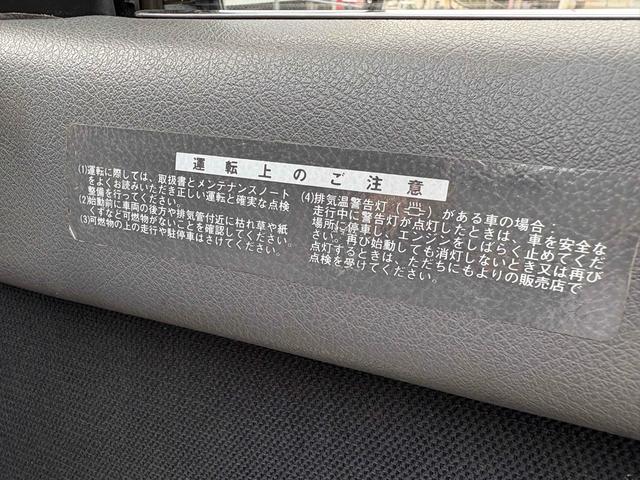 運転上のご注意
(1)運転に際しては、取扱書とメンテナンスノート
をよくお読みいただき正しい運転と確実な点検
整備を行ってください。
(2)始動前に車両の後方や排気管付近に枯れ草や紙
くずなど可燃物がないことを確認してください。
(3)可燃物の上の走行や駐停車はさけてください。
(4)排気温警告灯( )がある車の場合:
走行中に警告灯が点灯したときは、車を安全な
場所に停車し、エンジンをしばらく止めてくだ
さい。再び始動しても消灯しないとき又は再び
点灯するときは、ただちにもよりの販売店で
点検を受けてください。